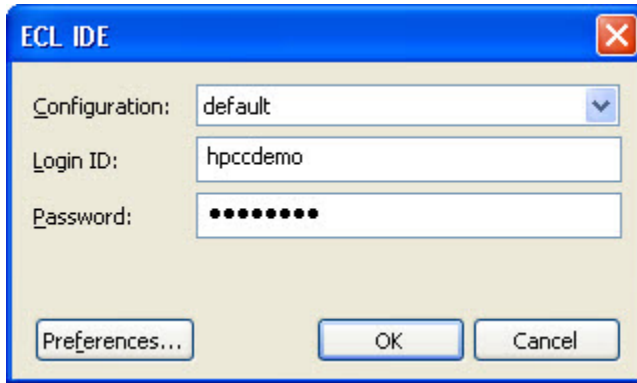 ECL IDE
Configuration: default
Login ID: hpccdemo
Password: ●●●●●●●●
Preferences... OK Cancel